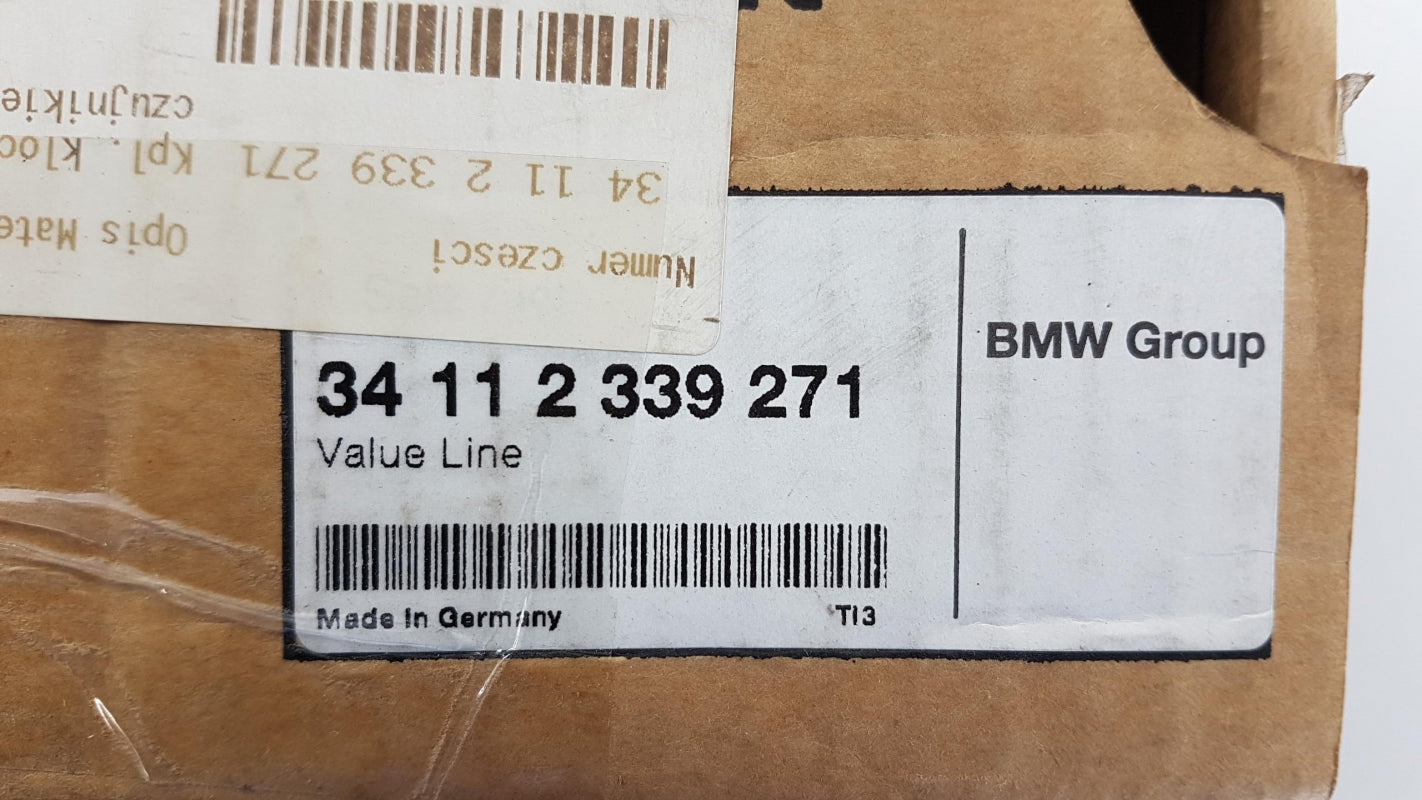 Numer czesci Opis Mate
34 11 2 339 271 Kpl. Kloc
czujnikie
BMW Group
34 11 2 339 271
Value Line
Made In Germany TI3